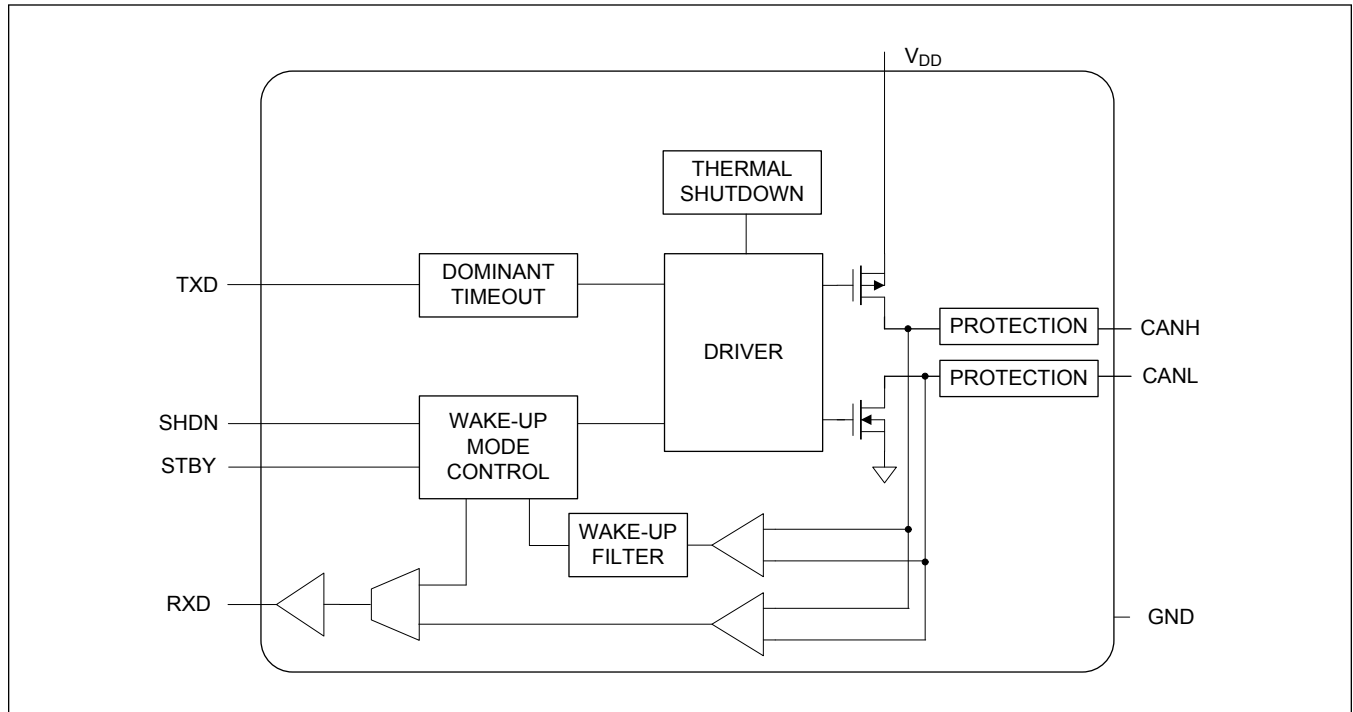 VDD
THERMAL
SHUTDOWN
TXD
DOMINANT
TIMEOUT
DRIVER
PROTECTION
CANH
PROTECTION
CANL
SHDN
STBY
WAKE-UP
MODE
CONTROL
WAKE-UP
FILTER
RXD
GND